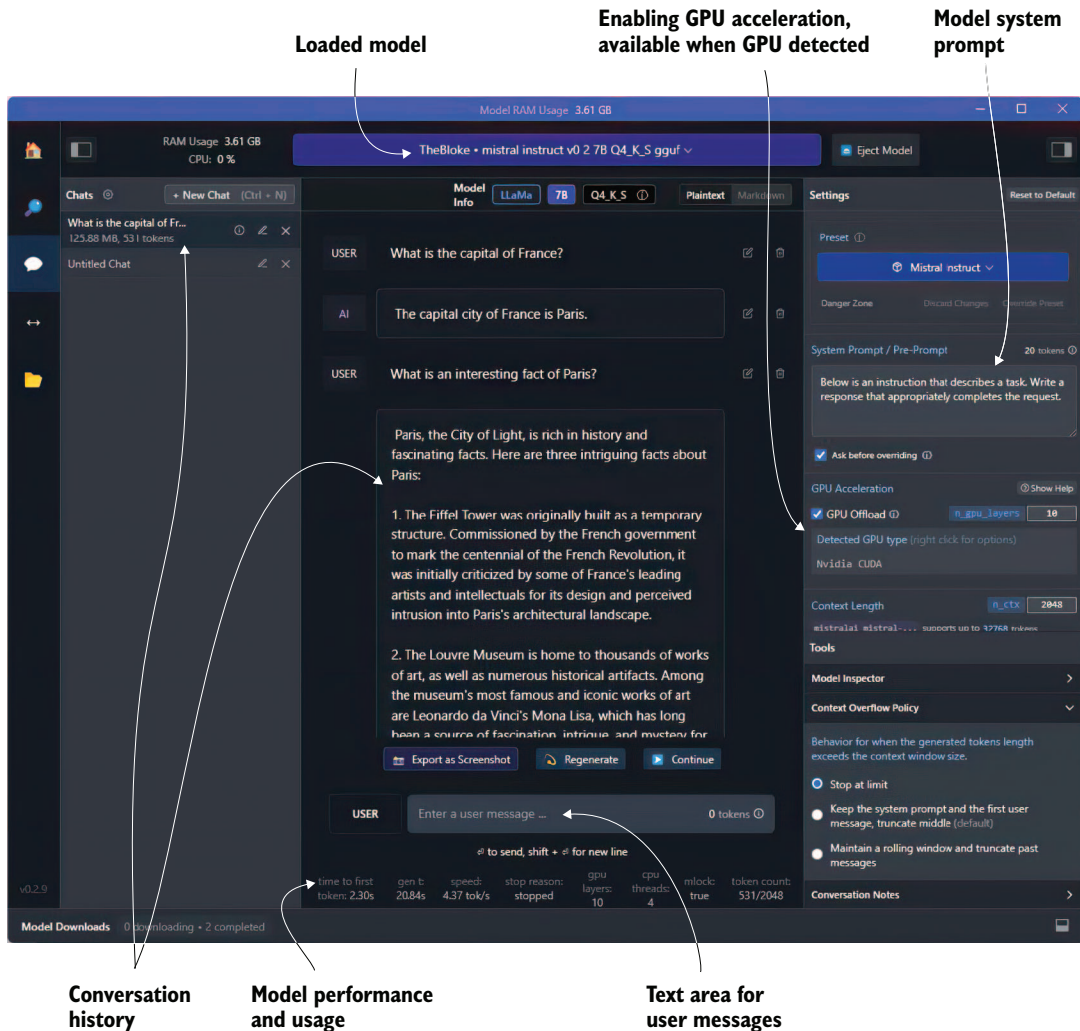 Enabling GPU acceleration,
available when GPU detected
Model system
prompt
Loaded model
Model RAM Usage 3.61 GB
RAM Usage 3.61 GB
CPU: 0 %
TheBloke • mistral instruct v0 2 7B Q4_K_S gguf
Eject Model
Chats
+ New Chat (Ctrl + N)
What is the capital of Fr...
125.88 MB, 531 tokens
Untitled Chat
Model
Info
LLaMa
7B
Q4_K_S
Plaintext
Markdown
USER
What is the capital of France?
AI
The capital city of France is Paris.
USER
What is an interesting fact of Paris?
Paris, the City of Light, is rich in history and
fascinating facts. Here are three intriguing facts about
Paris:
1. The Eiffel Tower was originally built as a temporary
structure. Commissioned by the French government
to mark the centennial of the French Revolution, it
was initially criticized by some of France's leading
artists and intellectuals for its design and perceived
intrusion into Paris's architectural landscape.
2. The Louvre Museum is home to thousands of works
of art, as well as numerous historical artifacts. Among
the museum's most famous and iconic works of art
are Leonardo da Vinci's Mona Lisa, which has long
been a source of fascination, intrigue, and mystery for
Export as Screenshot
Regenerate
Continue
USER
Enter a user message ...
0 tokens
⏎ to send, shift + ⏎ for new line
time to first
token: 2.30s
gen t:
20.84s
speed:
4.37 tok/s
stop reason:
stopped
gpu
layers:
10
cpu
threads:
4
mlock:
true
token count:
531/2048
Settings
Reset to Default
Preset
Mistral Instruct
Danger Zone
Discard Changes
Override Preset
System Prompt / Pre-Prompt
20 tokens
Below is an instruction that describes a task. Write a
response that appropriately completes the request.
Ask before overriding
GPU Acceleration
Show Help
GPU Offload
n_gpu_layers
10
Detected GPU type (right click for options)
Nvidia CUDA
Context Length
n_ctx
2048
mistralai mistral-... supports up to 32768 tokens
Tools
Model Inspector
Context Overflow Policy
Behavior for when the generated tokens length
exceeds the context window size.
Stop at limit
Keep the system prompt and the first user
message, truncate middle (default)
Maintain a rolling window and truncate past
messages
Conversation Notes
v0.2.9
Model Downloads 0 downloading • 2 completed
Conversation
history
Model performance
and usage
Text area for
user messages